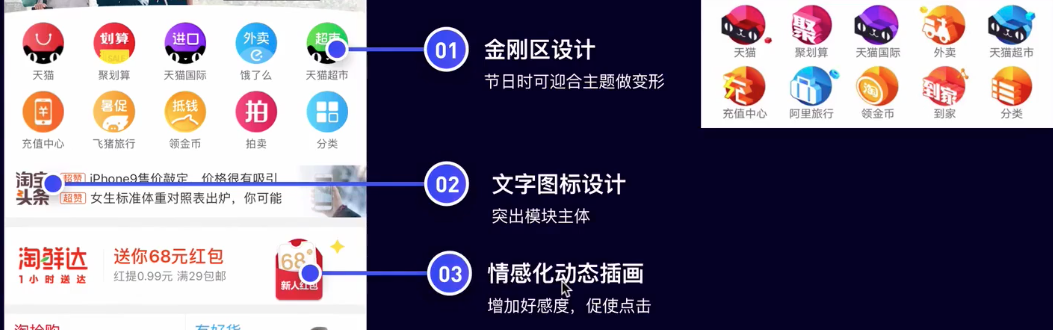 划算
进口
外卖
超市
天猫
聚划算
天猫国际
饿了么
天猫超市
暑促
抵钱
拍
充值中心
飞猪旅行
领金币
拍卖
分类
淘宝
头条
超赞 iPhone9售价敲定，价格很有吸引
超赞 女生标准体重对照表出炉，你可能
淘鲜达
1小时送达
送你68元红包
红提0.99元 满29包邮
68
新人红包
淘抢购
有好货
01
金刚区设计
节日时可迎合主题做变形
02
文字图标设计
突出模块主体
03
情感化动态插画
增加好感度，促使点击
聚
天猫
聚划算
天猫国际
外卖
天猫超市
充
淘
到家
充值中心
阿里旅行
领金币
到家
分类